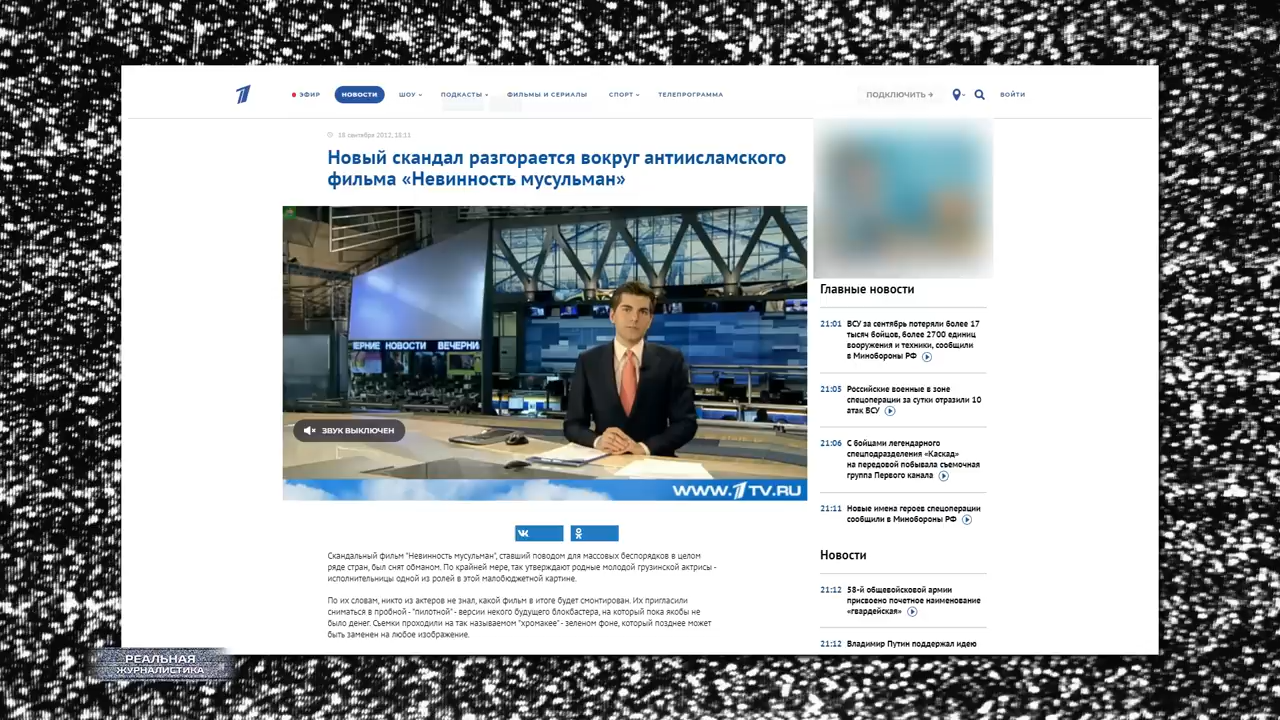 ЭФИР
НОВОСТИ
ШОУ
ПОДКАСТЫ
ФИЛЬМЫ И СЕРИАЛЫ
СПОРТ
ТЕЛЕПРОГРАММА
ПОДКЛЮЧИТЬ
ВОЙТИ
18 сентября 2012, 18:11
Новый скандал разгорается вокруг антиисламского
фильма «Невинность мусульман»
ЕРНИЕ НОВОСТИ ВЕЧЕРНИ
ЗВУК ВЫКЛЮЧЕН
WWW.1TV.RU
Скандальный фильм "Невинность мусульман", ставший поводом для массовых беспорядков в целом
ряде стран, был снят обманом. По крайней мере, так утверждают родные молодой грузинской актрисы -
исполнительницы одной из ролей в этой малобюджетной картине.
По их словам, никто из актеров не знал, какой фильм в итоге будет смонтирован. Их пригласили
сниматься в пробной - "пилотной" - версии некого будущего блокбастера, на который пока якобы не
было денег. Съемки проходили на так называемом "хромакее" - зеленом фоне, который позднее может
быть заменен на любое изображение.
Главные новости
21:01 ВСУ за сентябрь потеряли более 17
тысяч бойцов, более 2700 единиц
вооружения и техники, сообщили
в Минобороны РФ
21:05 Российские военные в зоне
спецоперации за сутки отразили 10
атак ВСУ
21:06 С бойцами легендарного
спецподразделения «Каскад»
на передовой побывала съемочная
группа Первого канала
21:11 Новые имена героев спецоперации
сообщили в Минобороны РФ
Новости
21:12 58-й общевойсковой армии
присвоено почетное наименование
«гвардейская»
21:12 Владимир Путин поддержал идею
РЕАЛЬНАЯ
ЖУРНАЛИСТИКА